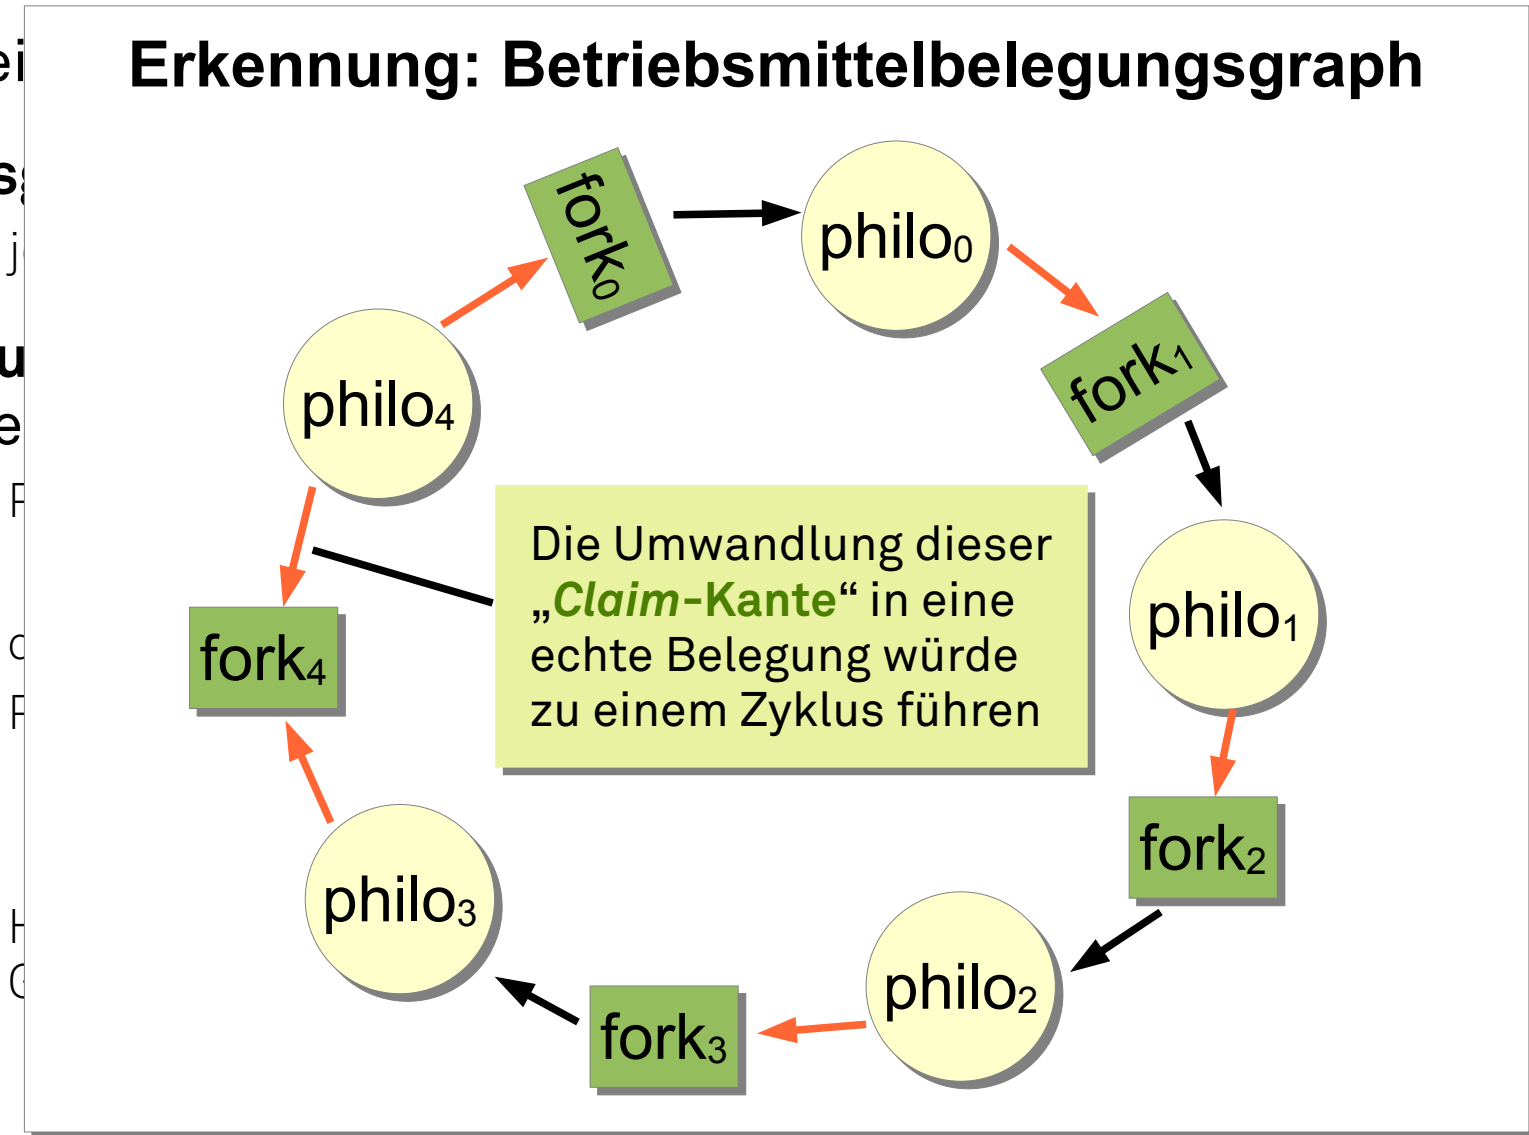 Erkennung: Betriebsmittelbelegungsgraph
fork0
philo0
fork1
philo4
Die Umwandlung dieser
„Claim-Kante“ in eine
echte Belegung würde
zu einem Zyklus führen
philo1
fork4
fork2
philo3
philo2
fork3